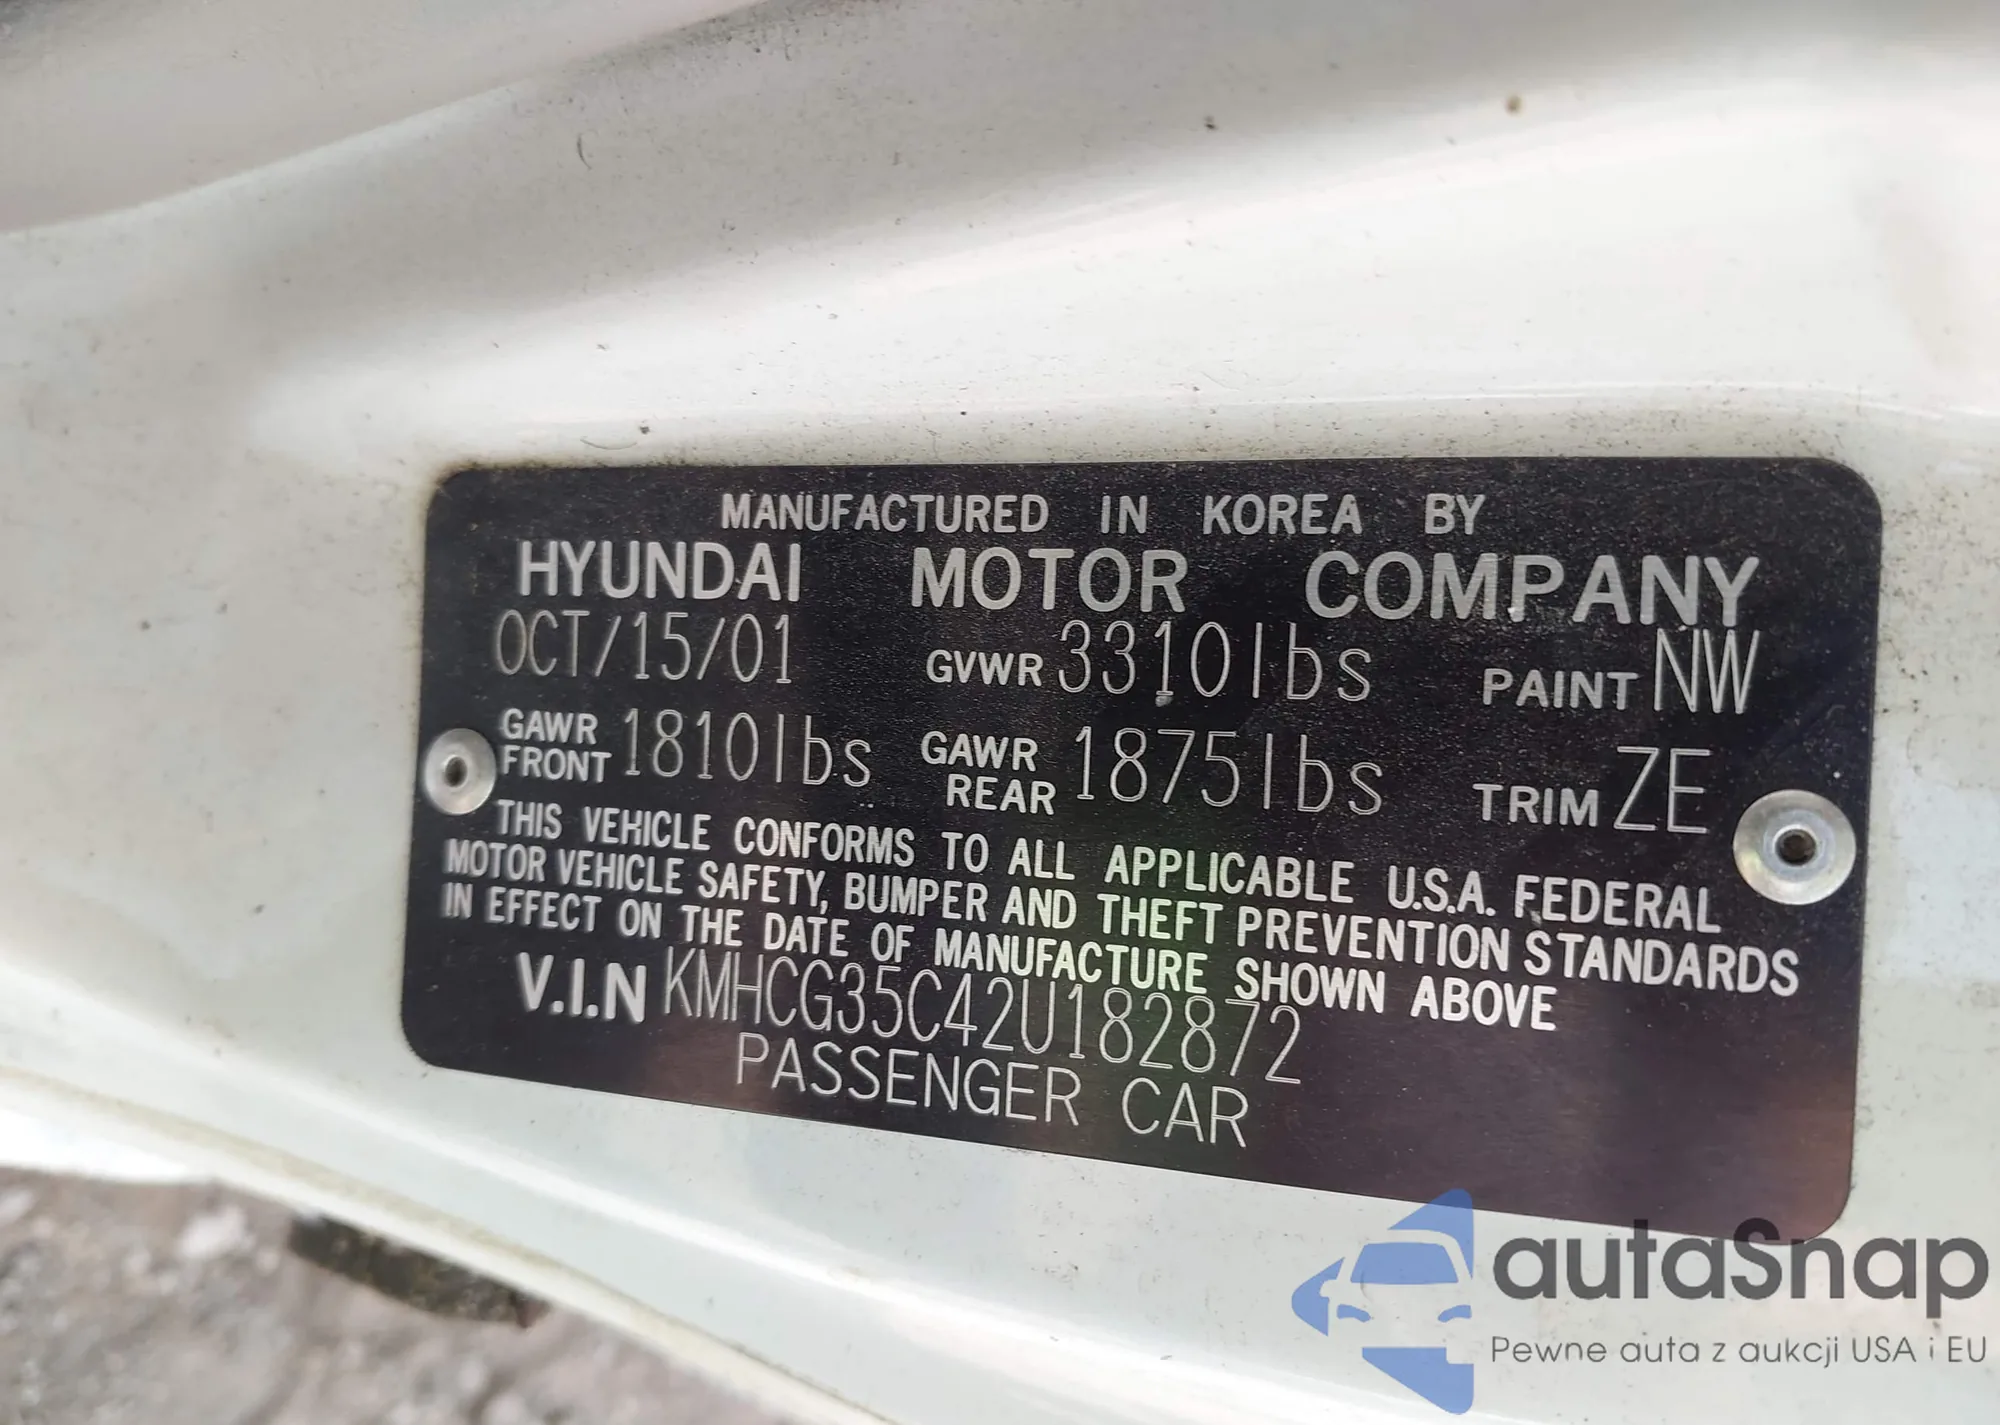 MANUFACTURED IN KOREA BY
HYUNDAI MOTOR COMPANY
OCT/15/01 GVWR 3310lbs PAINT NW
GAWR FRONT 1810lbs GAWR REAR 1875lbs TRIM ZE
THIS VEHICLE CONFORMS TO ALL APPLICABLE U.S.A. FEDERAL
MOTOR VEHICLE SAFETY, BUMPER AND THEFT PREVENTION STANDARDS
IN EFFECT ON THE DATE OF MANUFACTURE SHOWN ABOVE
V.I.N KMHCG35C42U182872
PASSENGER CAR
autaSnap
Pewne auta z aukcji USA i EU